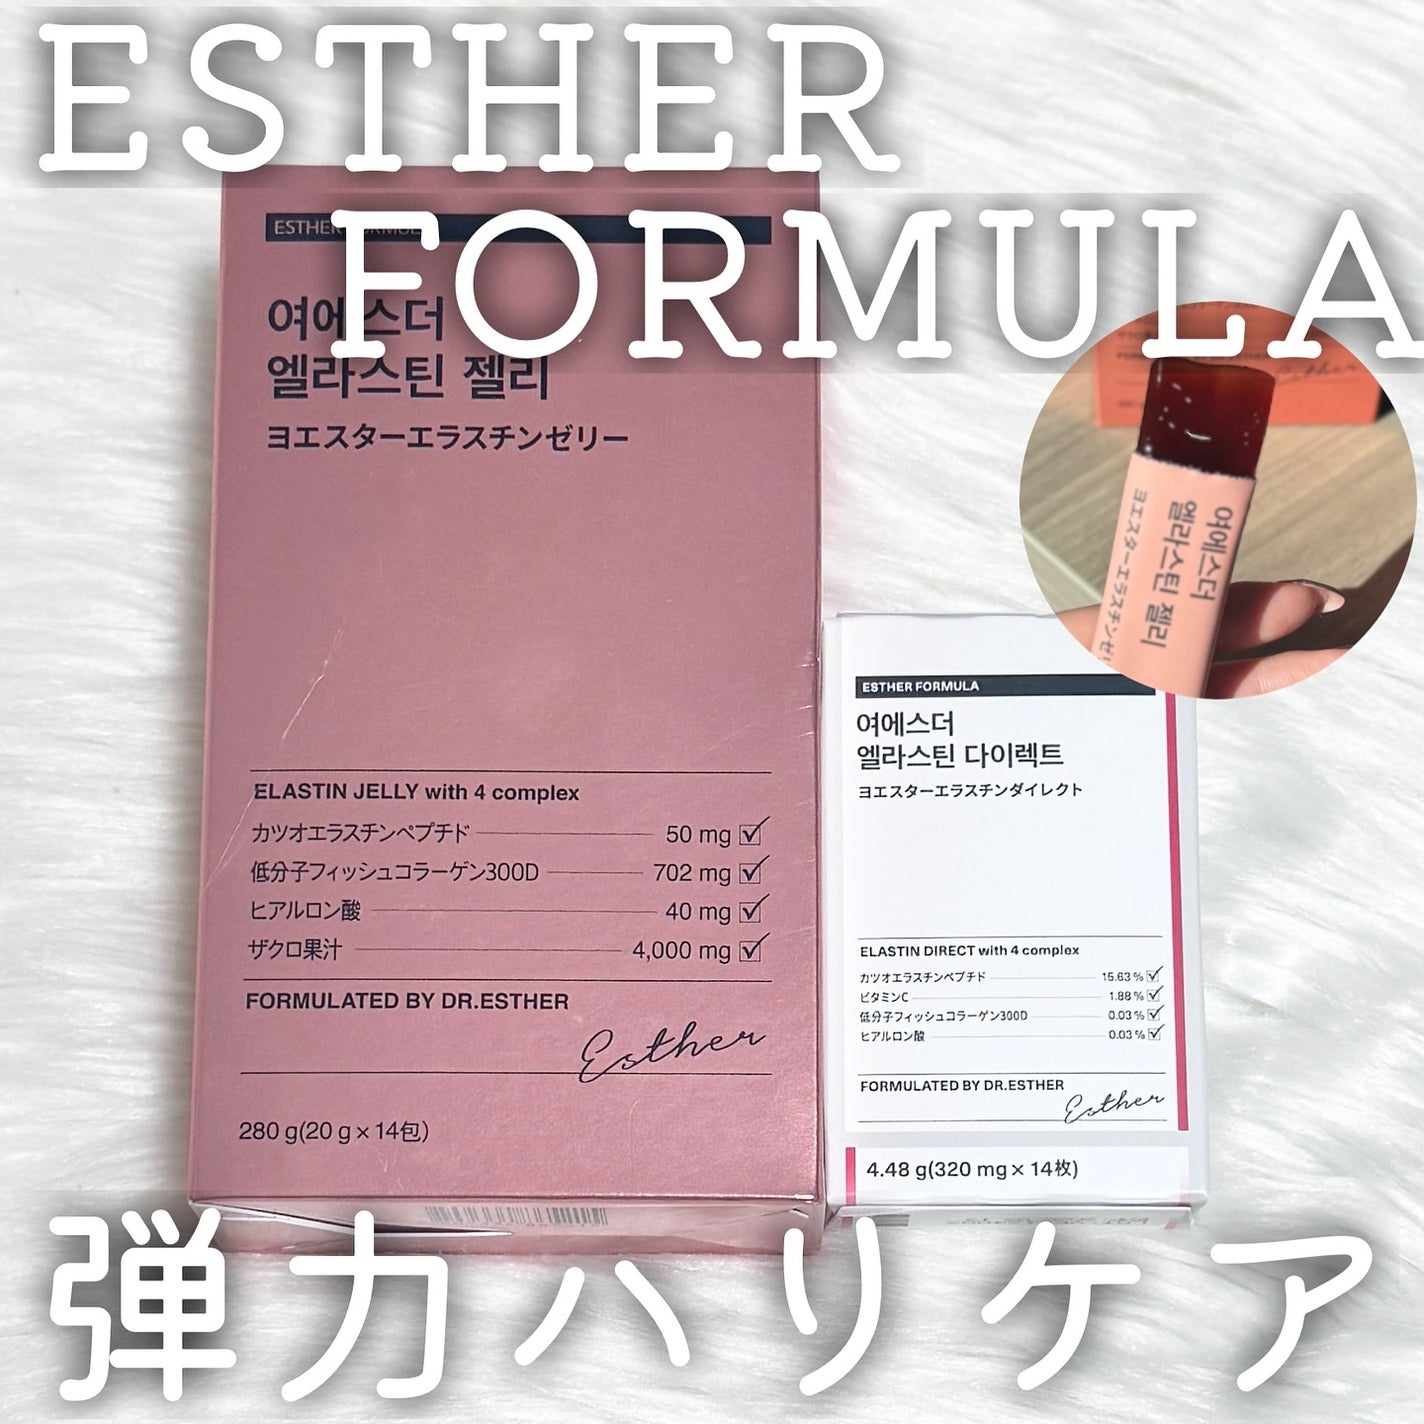 ESTHER
FORMULA
ESTHER FORMULA
여에스더
엘라스틴 젤리
ヨエスターエラスチンゼリー
ELASTIN JELLY with 4 complex
カツオエラスチンペプチド 50 mg
低分子フィッシュコラーゲン300D 702 mg
ヒアルロン酸 40 mg
ザクロ果汁 4,000 mg
FORMULATED BY DR.ESTHER
Esther
280 g(20 g × 14包)
여에스더
엘라스틴 젤리
ヨエスターエラスチンゼリ
ESTHER FORMULA
여에스더
엘라스틴 다이렉트
ヨエスターエラスチンダイレクト
ELASTIN DIRECT with 4 complex
カツオエラスチンペプチド 15.63 %
ビタミンC 1.88 %
低分子フィッシュコラーゲン300D 0.03 %
ヒアルロン酸 0.03 %
FORMULATED BY DR.ESTHER
Esther
4.48 g(320 mg × 14枚)
弾力ハリケア